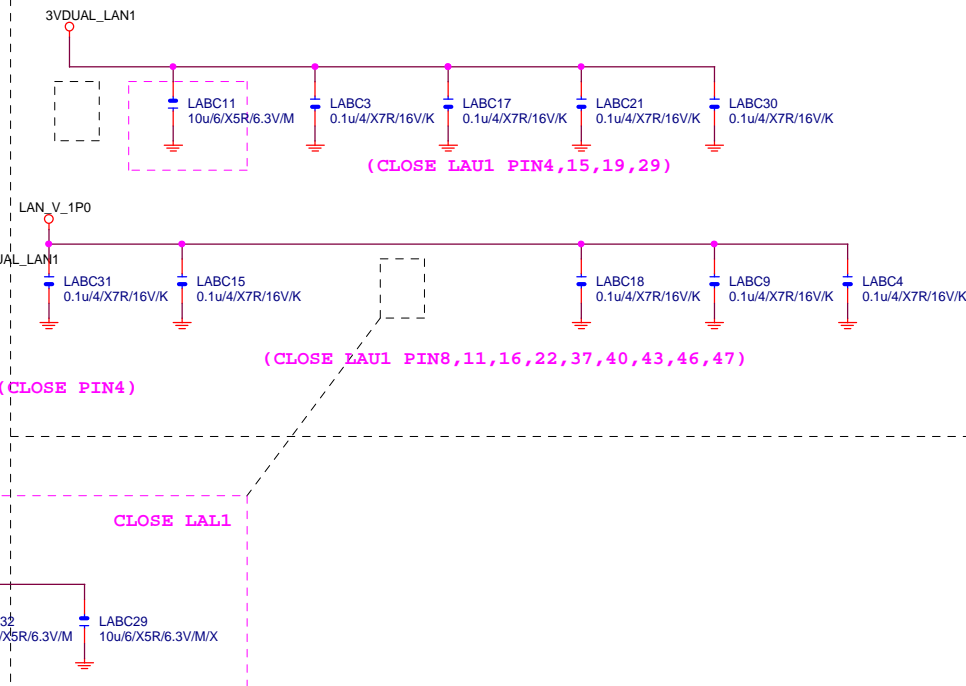 3VDUAL_LAN1
LABC11
10u/6/X5R/6.3V/M
LABC3
0.1u/4/X7R/16V/K
LABC17
0.1u/4/X7R/16V/K
LABC21
0.1u/4/X7R/16V/K
LABC30
0.1u/4/X7R/16V/K
(CLOSE LAU1 PIN4,15,19,29)
LAN_V_1P0
UAL_LAN1
LABC31
0.1u/4/X7R/16V/K
LABC15
0.1u/4/X7R/16V/K
LABC18
0.1u/4/X7R/16V/K
LABC9
0.1u/4/X7R/16V/K
LABC4
0.1u/4/X7R/16V/K
(CLOSE LAU1 PIN8,11,16,22,37,40,43,46,47)
(CLOSE PIN4)
CLOSE LAL1
32
/X5R/6.3V/M
LABC29
10u/6/X5R/6.3V/M/X